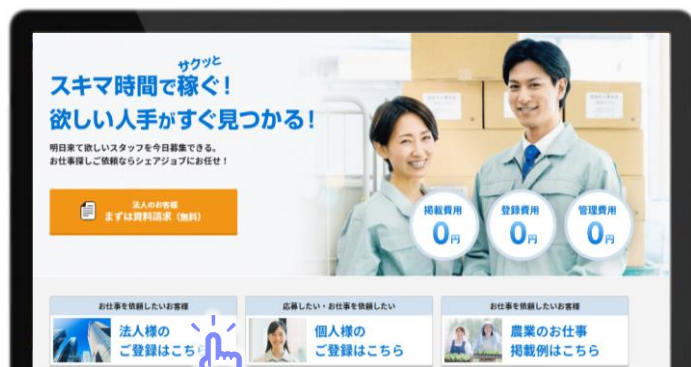 サクッと
スキマ時間で稼ぐ！
欲しい人手がすぐ見つかる！
明日来て欲しいスタッフを今日募集できる。
お仕事探しご依頼ならシェアジョブにお任せ！
法人のお客様
まずは資料請求（無料）
掲載費用
0円
登録費用
0円
管理費用
0円
お仕事を依頼したいお客様
法人様の
ご登録はこち
応募したい・お仕事を依頼したい
個人様の
ご登録はこちら
お仕事を依頼したいお客様
農業のお仕事
掲載例はこちら